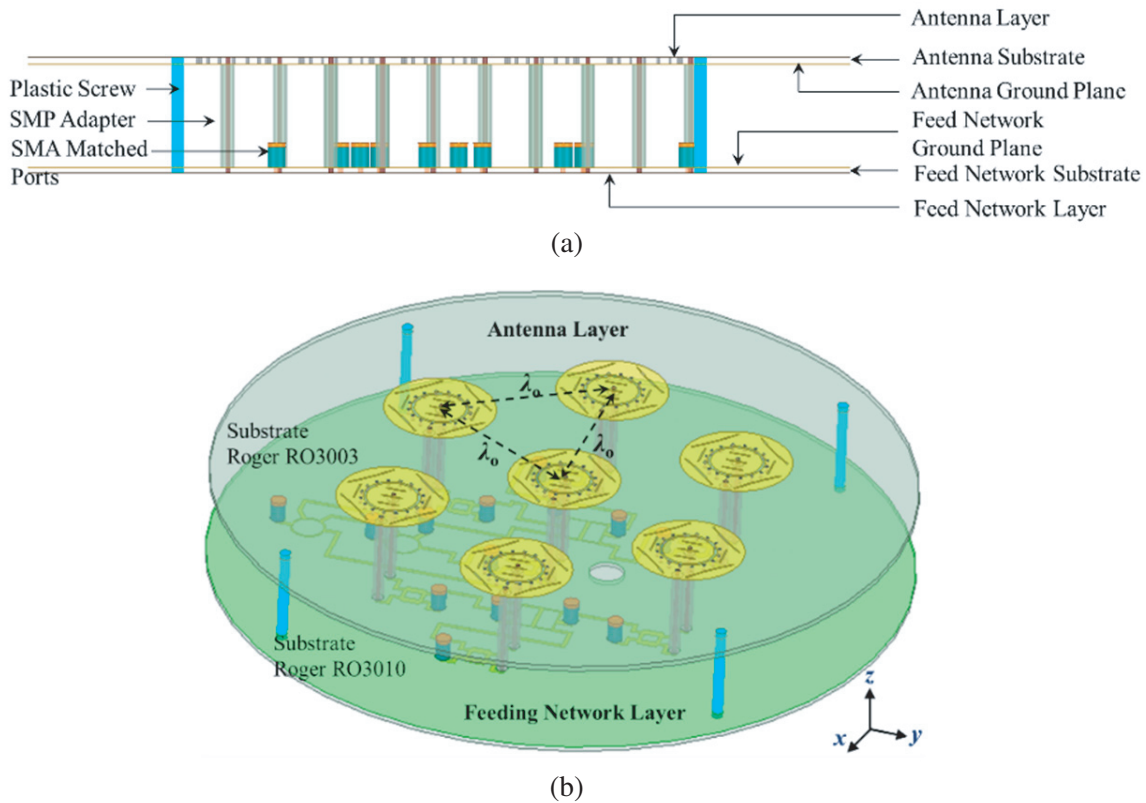 (a)
Antenna Layer
Antenna Substrate
Antenna Ground Plane
Feed Network
Ground Plane
Feed Network Substrate
Feed Network Layer
Plastic Screw
SMP Adapter
SMA Matched
Ports
(a)
Antenna Layer
λo
λo
λo
Substrate
Roger RO3003
Substrate
Roger RO3010
Feeding Network Layer
z
x
y
(b)